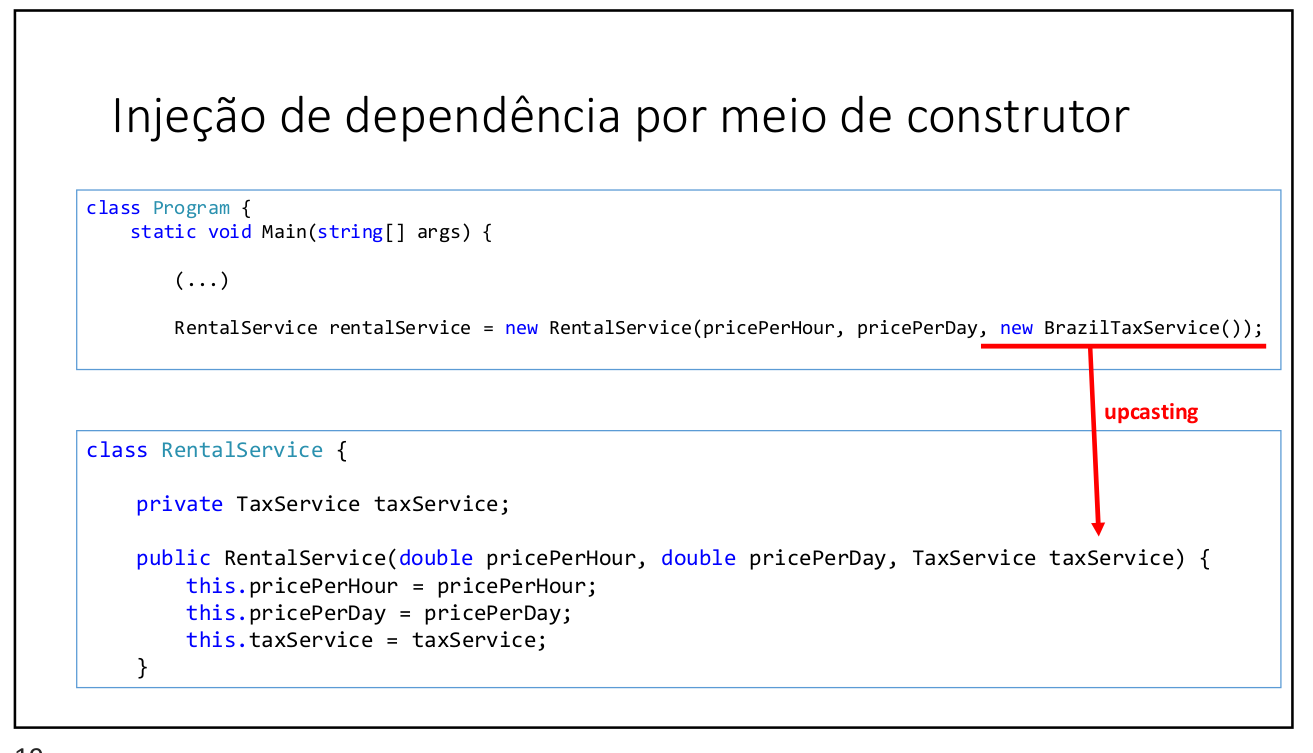 Injeção de dependência por meio de construtor
class Program {
static void Main(string[] args) {
(...)
RentalService rentalService = new RentalService(pricePerHour, pricePerDay, new BrazilTaxService());
upcasting
class RentalService {
private TaxService taxService;
public RentalService(double pricePerHour, double pricePerDay, TaxService taxService) {
this.pricePerHour = pricePerHour;
this.pricePerDay = pricePerDay;
this.taxService = taxService;
}